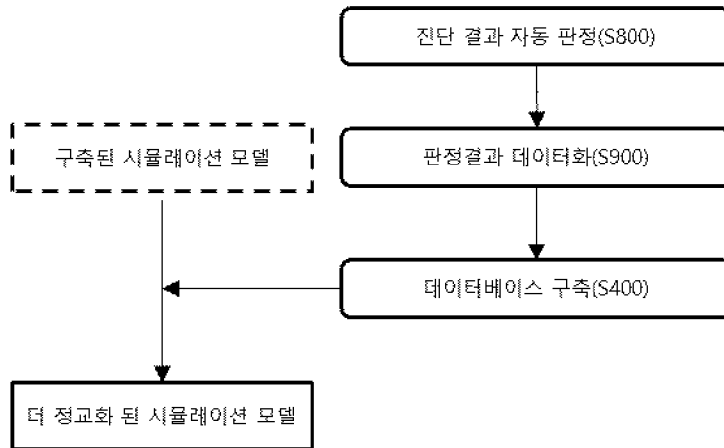 진단 결과 자동 판정(S800)
구축된 시뮬레이션 모델
판정결과 데이터화(S900)
데이터베이스 구축(S400)
더 정교화 된 시뮬레이션 모델